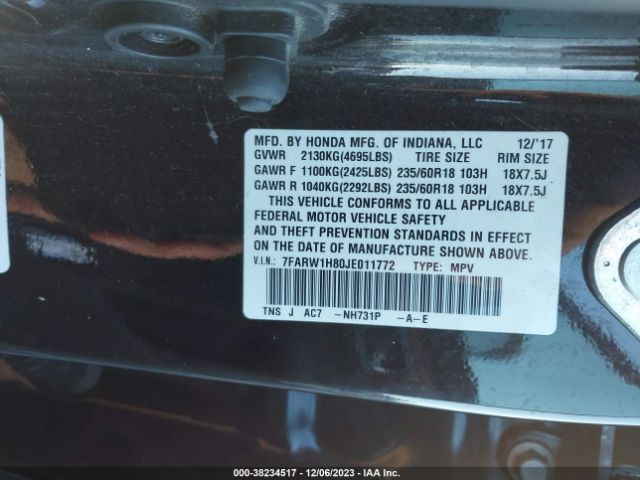 MFD. BY HONDA MFG. OF INDIANA, LLC 12/'17
GVWR 2130KG(4695LBS) TIRE SIZE RIM SIZE
GAWR F 1100KG(2425LBS) 235/60R18 103H 18X7.5J
GAWR R 1040KG(2292LBS) 235/60R18 103H 18X7.5J
THIS VEHICLE CONFORMS TO ALL APPLICABLE
FEDERAL MOTOR VEHICLE SAFETY
AND THEFT PREVENTION STANDARDS IN EFFECT
ON THE DATE OF MANUFACTURE SHOWN ABOVE.
V.I.N.: 7FARW1H80JE011772 TYPE: MPV
TNS J AC7 -NH731P -A-E
000-38234517 - 12/06/2023 - IAA Inc.